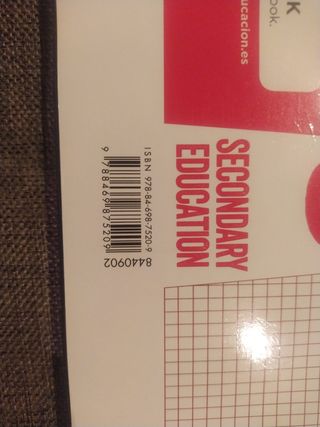 K
ook.
ucacion.es
SECONDARY
EDUCATION
ISBN 978-84-698-7520-9
9 788469 875209
8440902